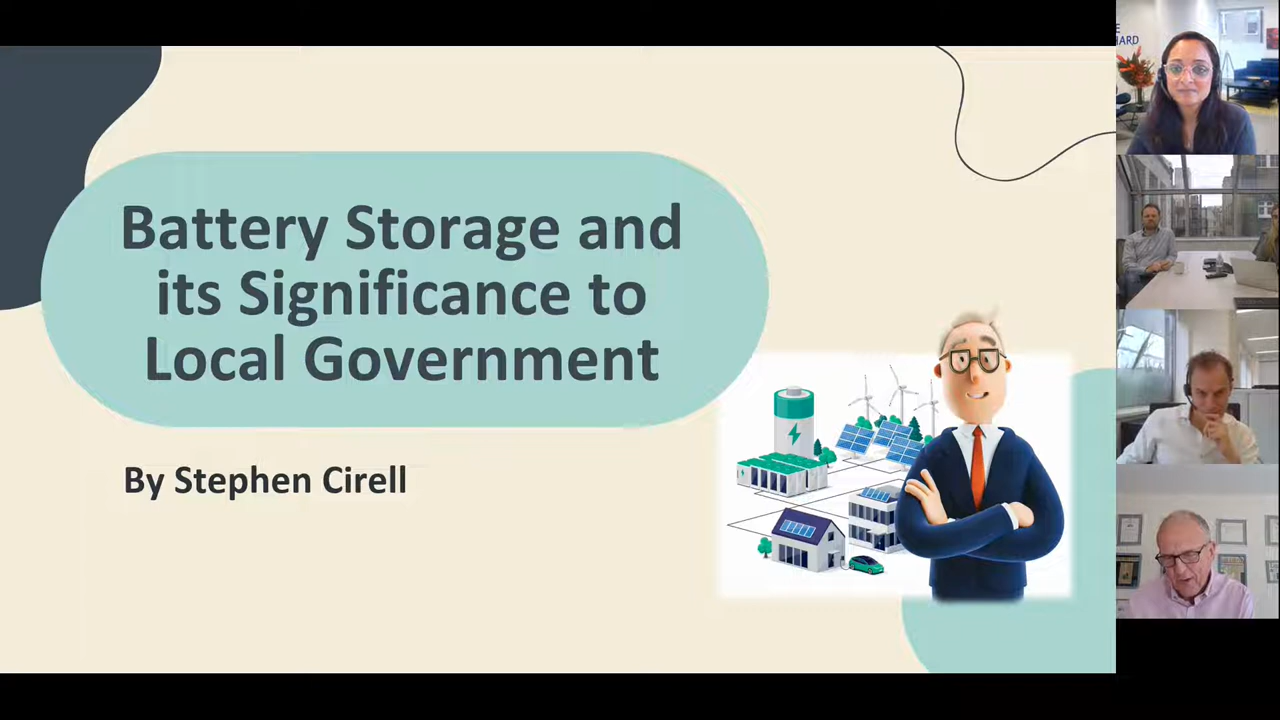 Battery Storage and
its Significance to
Local Government
By Stephen Cirell